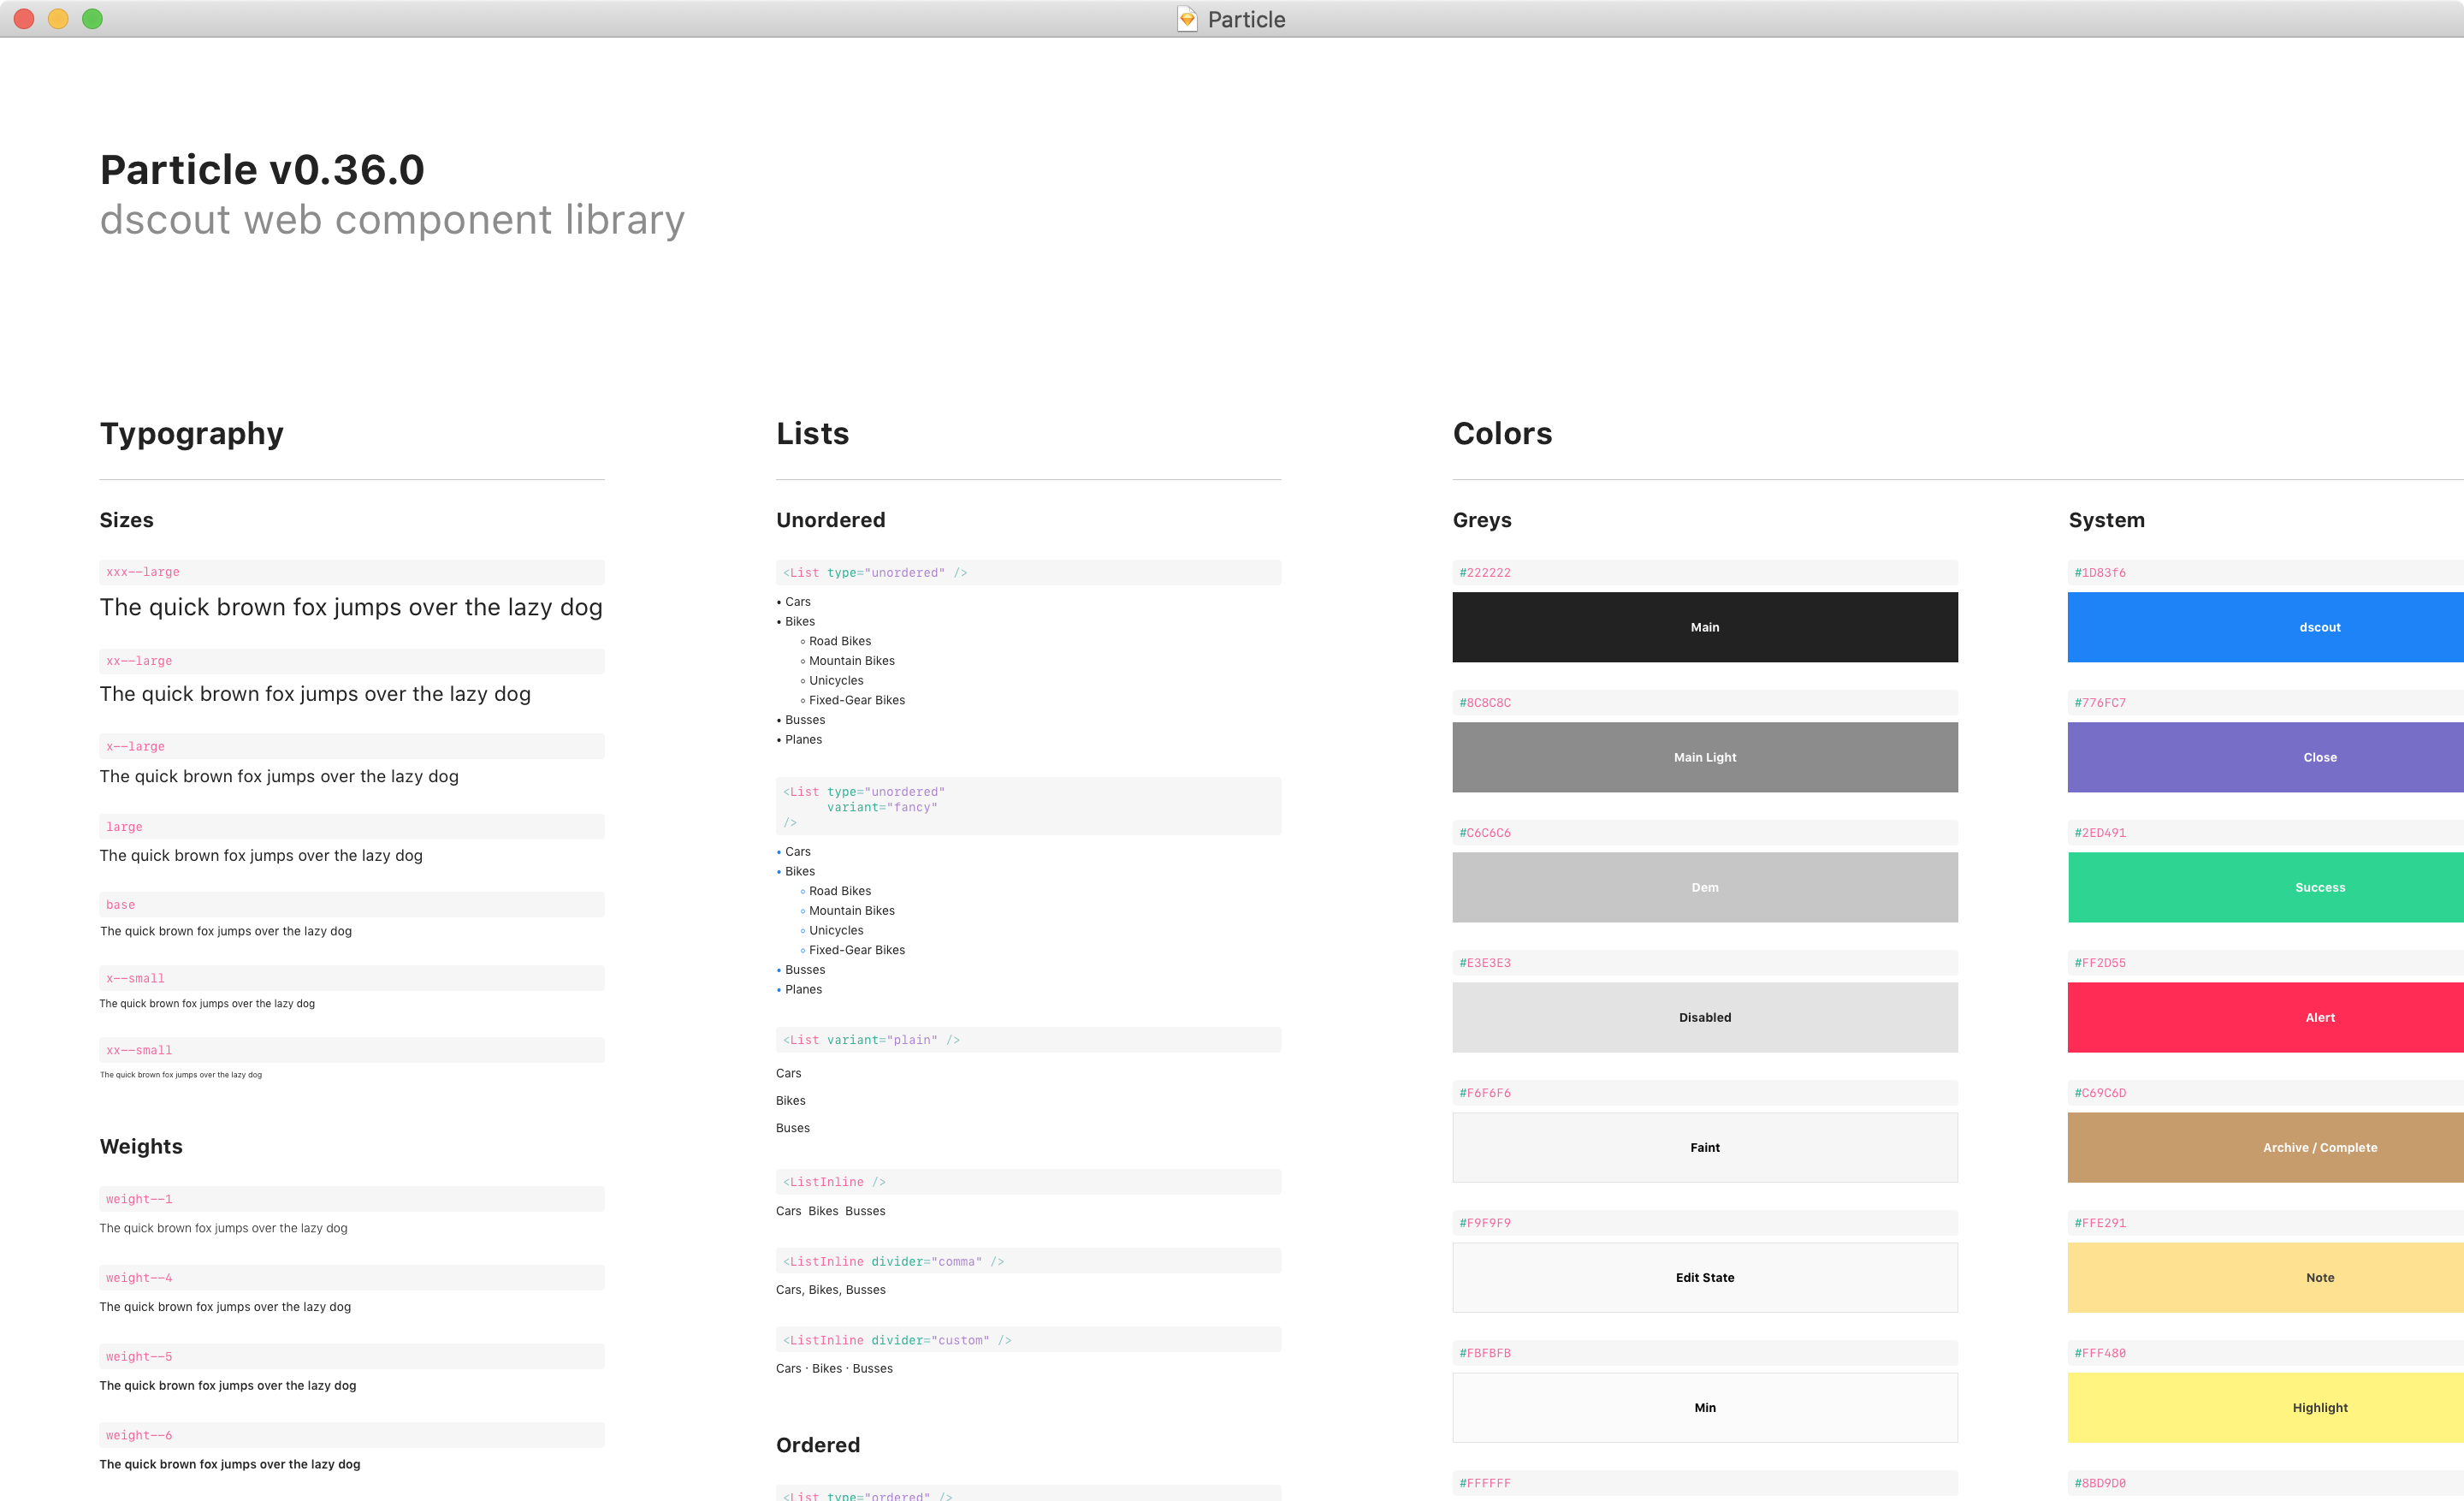 Particle
Particle v0.36.0
dscout web component library
Typography
Sizes
xxx--large
The quick brown fox jumps over the lazy dog
xx--large
The quick brown fox jumps over the lazy dog
x--large
The quick brown fox jumps over the lazy dog
large
The quick brown fox jumps over the lazy dog
base
The quick brown fox jumps over the lazy dog
x--small
The quick brown fox jumps over the lazy dog
xx--small
The quick brown fox jumps over the lazy dog
Weights
weight--1
The quick brown fox jumps over the lazy dog
weight--4
The quick brown fox jumps over the lazy dog
weight--5
The quick brown fox jumps over the lazy dog
weight--6
The quick brown fox jumps over the lazy dog
Lists
Unordered
<List type="unordered" />
• Cars
• Bikes
◦ Road Bikes
◦ Mountain Bikes
◦ Unicycles
◦ Fixed-Gear Bikes
• Busses
• Planes
<List type="unordered"
variant="fancy"
/>
• Cars
• Bikes
◦ Road Bikes
◦ Mountain Bikes
◦ Unicycles
◦ Fixed-Gear Bikes
• Busses
• Planes
<List variant="plain" />
Cars
Bikes
Buses
<ListInline />
Cars Bikes Busses
<ListInline divider="comma" />
Cars, Bikes, Busses
<ListInline divider="custom" />
Cars · Bikes · Busses
Ordered
<List type="ordered" />
Colors
Greys
#222222
Main
#8C8C8C
Main Light
#C6C6C6
Dem
#E3E3E3
Disabled
#F6F6F6
Faint
#F9F9F9
Edit State
#FBFBFB
Min
#FFFFFF
System
#1D83f6
dscout
#776FC7
Close
#2ED491
Success
#FF2D55
Alert
#C69C6D
Archive / Complete
#FFE291
Note
#FFF480
Highlight
#8BD9D0